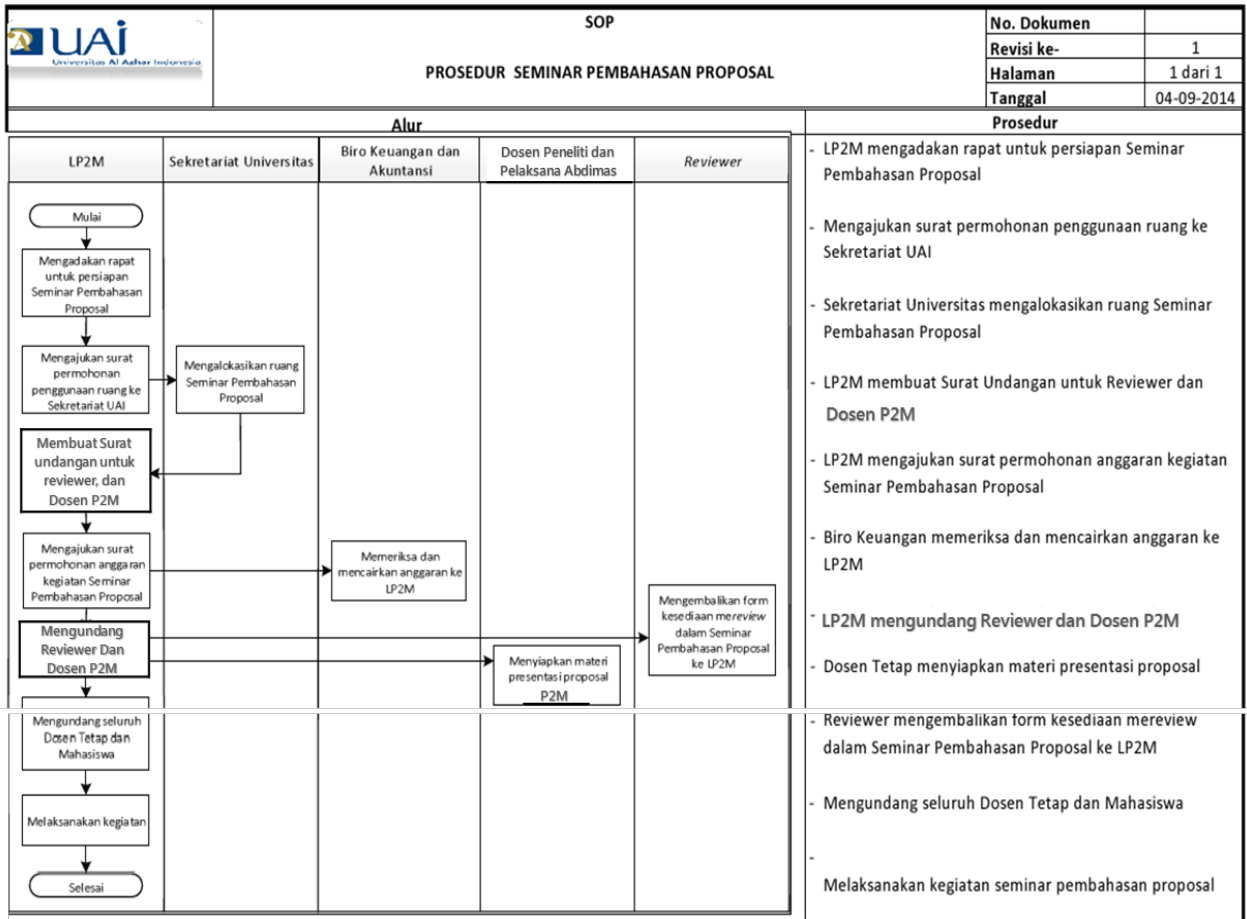 UAI
Universitas Al Azhar Indonesia
SOP
PROSEDUR SEMINAR PEMBAHASAN PROPOSAL
No. Dokumen
Revisi ke-
1
Halaman
1 dari 1
Tanggal
04-09-2014
Alur
Prosedur
LP2M
Sekretariat Universitas
Biro Keuangan dan
Akuntansi
Dosen Peneliti dan
Pelaksana Abdimas
Reviewer
Mulai
Mengadakan rapat
untuk persiapan
Seminar Pembahasan
Proposal
Mengajukan surat
permohonan
penggunaan ruang ke
Sekretariat UAI
Mengalokasikan ruang
Seminar Pembahasan
Proposal
Membuat Surat
undangan untuk
reviewer, dan
Dosen P2M
Mengajukan surat
permohonan anggaran
kegiatan Seminar
Pembahasan Proposal
Memeriksa dan
mencairkan anggaran ke
LP2M
Mengundang
Reviewer Dan
Dosen P2M
Mengembalikan form
kesediaan mereview
dalam Seminar
Pembahasan Proposal
ke LP2M
Menyiapkan materi
presentasi proposal
P2M
Mengundang seluruh
Dosen Tetap dan
Mahasiswa
Melaksanakan kegiatan
Selesai
- LP2M mengadakan rapat untuk persiapan Seminar
Pembahasan Proposal
- Mengajukan surat permohonan penggunaan ruang ke
Sekretariat UAI
- Sekretariat Universitas mengalokasikan ruang Seminar
Pembahasan Proposal
- LP2M membuat Surat Undangan untuk Reviewer dan
Dosen P2M
- LP2M mengajukan surat permohonan anggaran kegiatan
Seminar Pembahasan Proposal
- Biro Keuangan memeriksa dan mencairkan anggaran ke
LP2M
- LP2M mengundang Reviewer dan Dosen P2M
- Dosen Tetap menyiapkan materi presentasi proposal
- Reviewer mengembalikan form kesediaan mereview
dalam Seminar Pembahasan Proposal ke LP2M
- Mengundang seluruh Dosen Tetap dan Mahasiswa
-
Melaksanakan kegiatan seminar pembahasan proposal